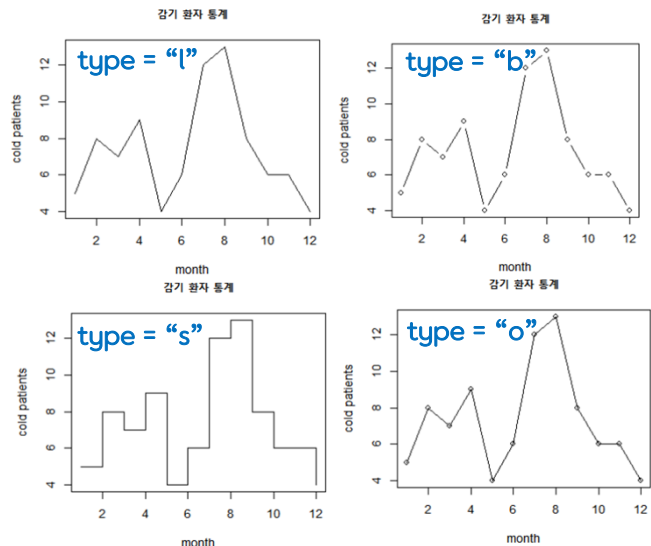 감기 환자 통계
type = “l”
cold patients
4 6 8 10 12
2 4 6 8 10 12
month
감기 환자 통계
type = “b”
cold patients
4 6 8 10 12
2 4 6 8 10 12
month
감기 환자 통계
type = “s”
cold patients
4 6 8 10 12
2 4 6 8 10 12
month
감기 환자 통계
type = “o”
cold patients
4 6 8 10 12
2 4 6 8 10 12
month